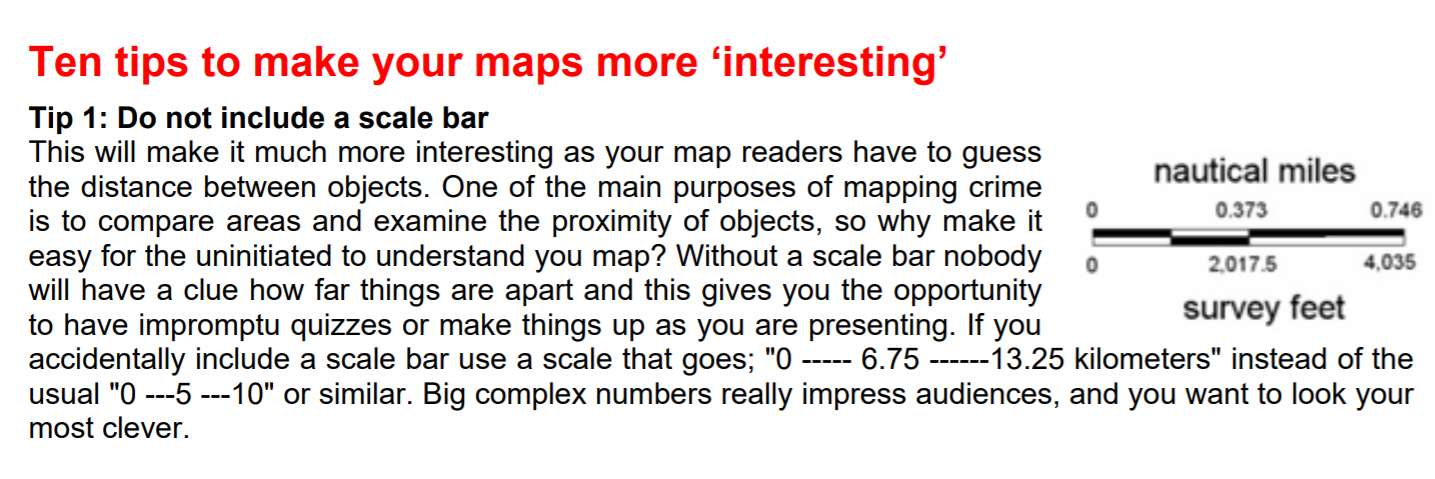 Ten tips to make your maps more ‘interesting’
Tip 1: Do not include a scale bar
This will make it much more interesting as your map readers have to guess
the distance between objects. One of the main purposes of mapping crime
is to compare areas and examine the proximity of objects, so why make it
easy for the uninitiated to understand you map? Without a scale bar nobody
will have a clue how far things are apart and this gives you the opportunity
to have impromptu quizzes or make things up as you are presenting. If you
accidentally include a scale bar use a scale that goes; "0 ----- 6.75 ------13.25 kilometers" instead of the
usual "0 ---5 ---10" or similar. Big complex numbers really impress audiences, and you want to look your
most clever.
nautical miles
0 0.373 0.746
0 2,017.5 4,035
survey feet